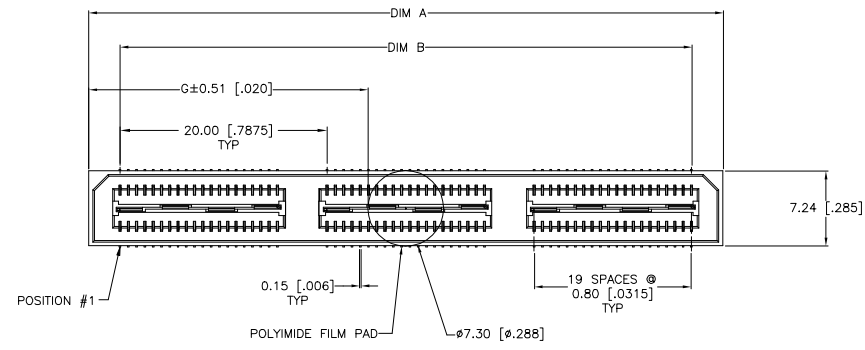 DIM A
DIM B
G±0.51 [.020]
20.00 [.7875]
TYP
7.24 [.285]
POSITION #1
0.15 [.006]
TYP
19 SPACES @
0.80 [.0315]
TYP
POLYIMIDE FILM PAD
ø7.30 [ø.288]